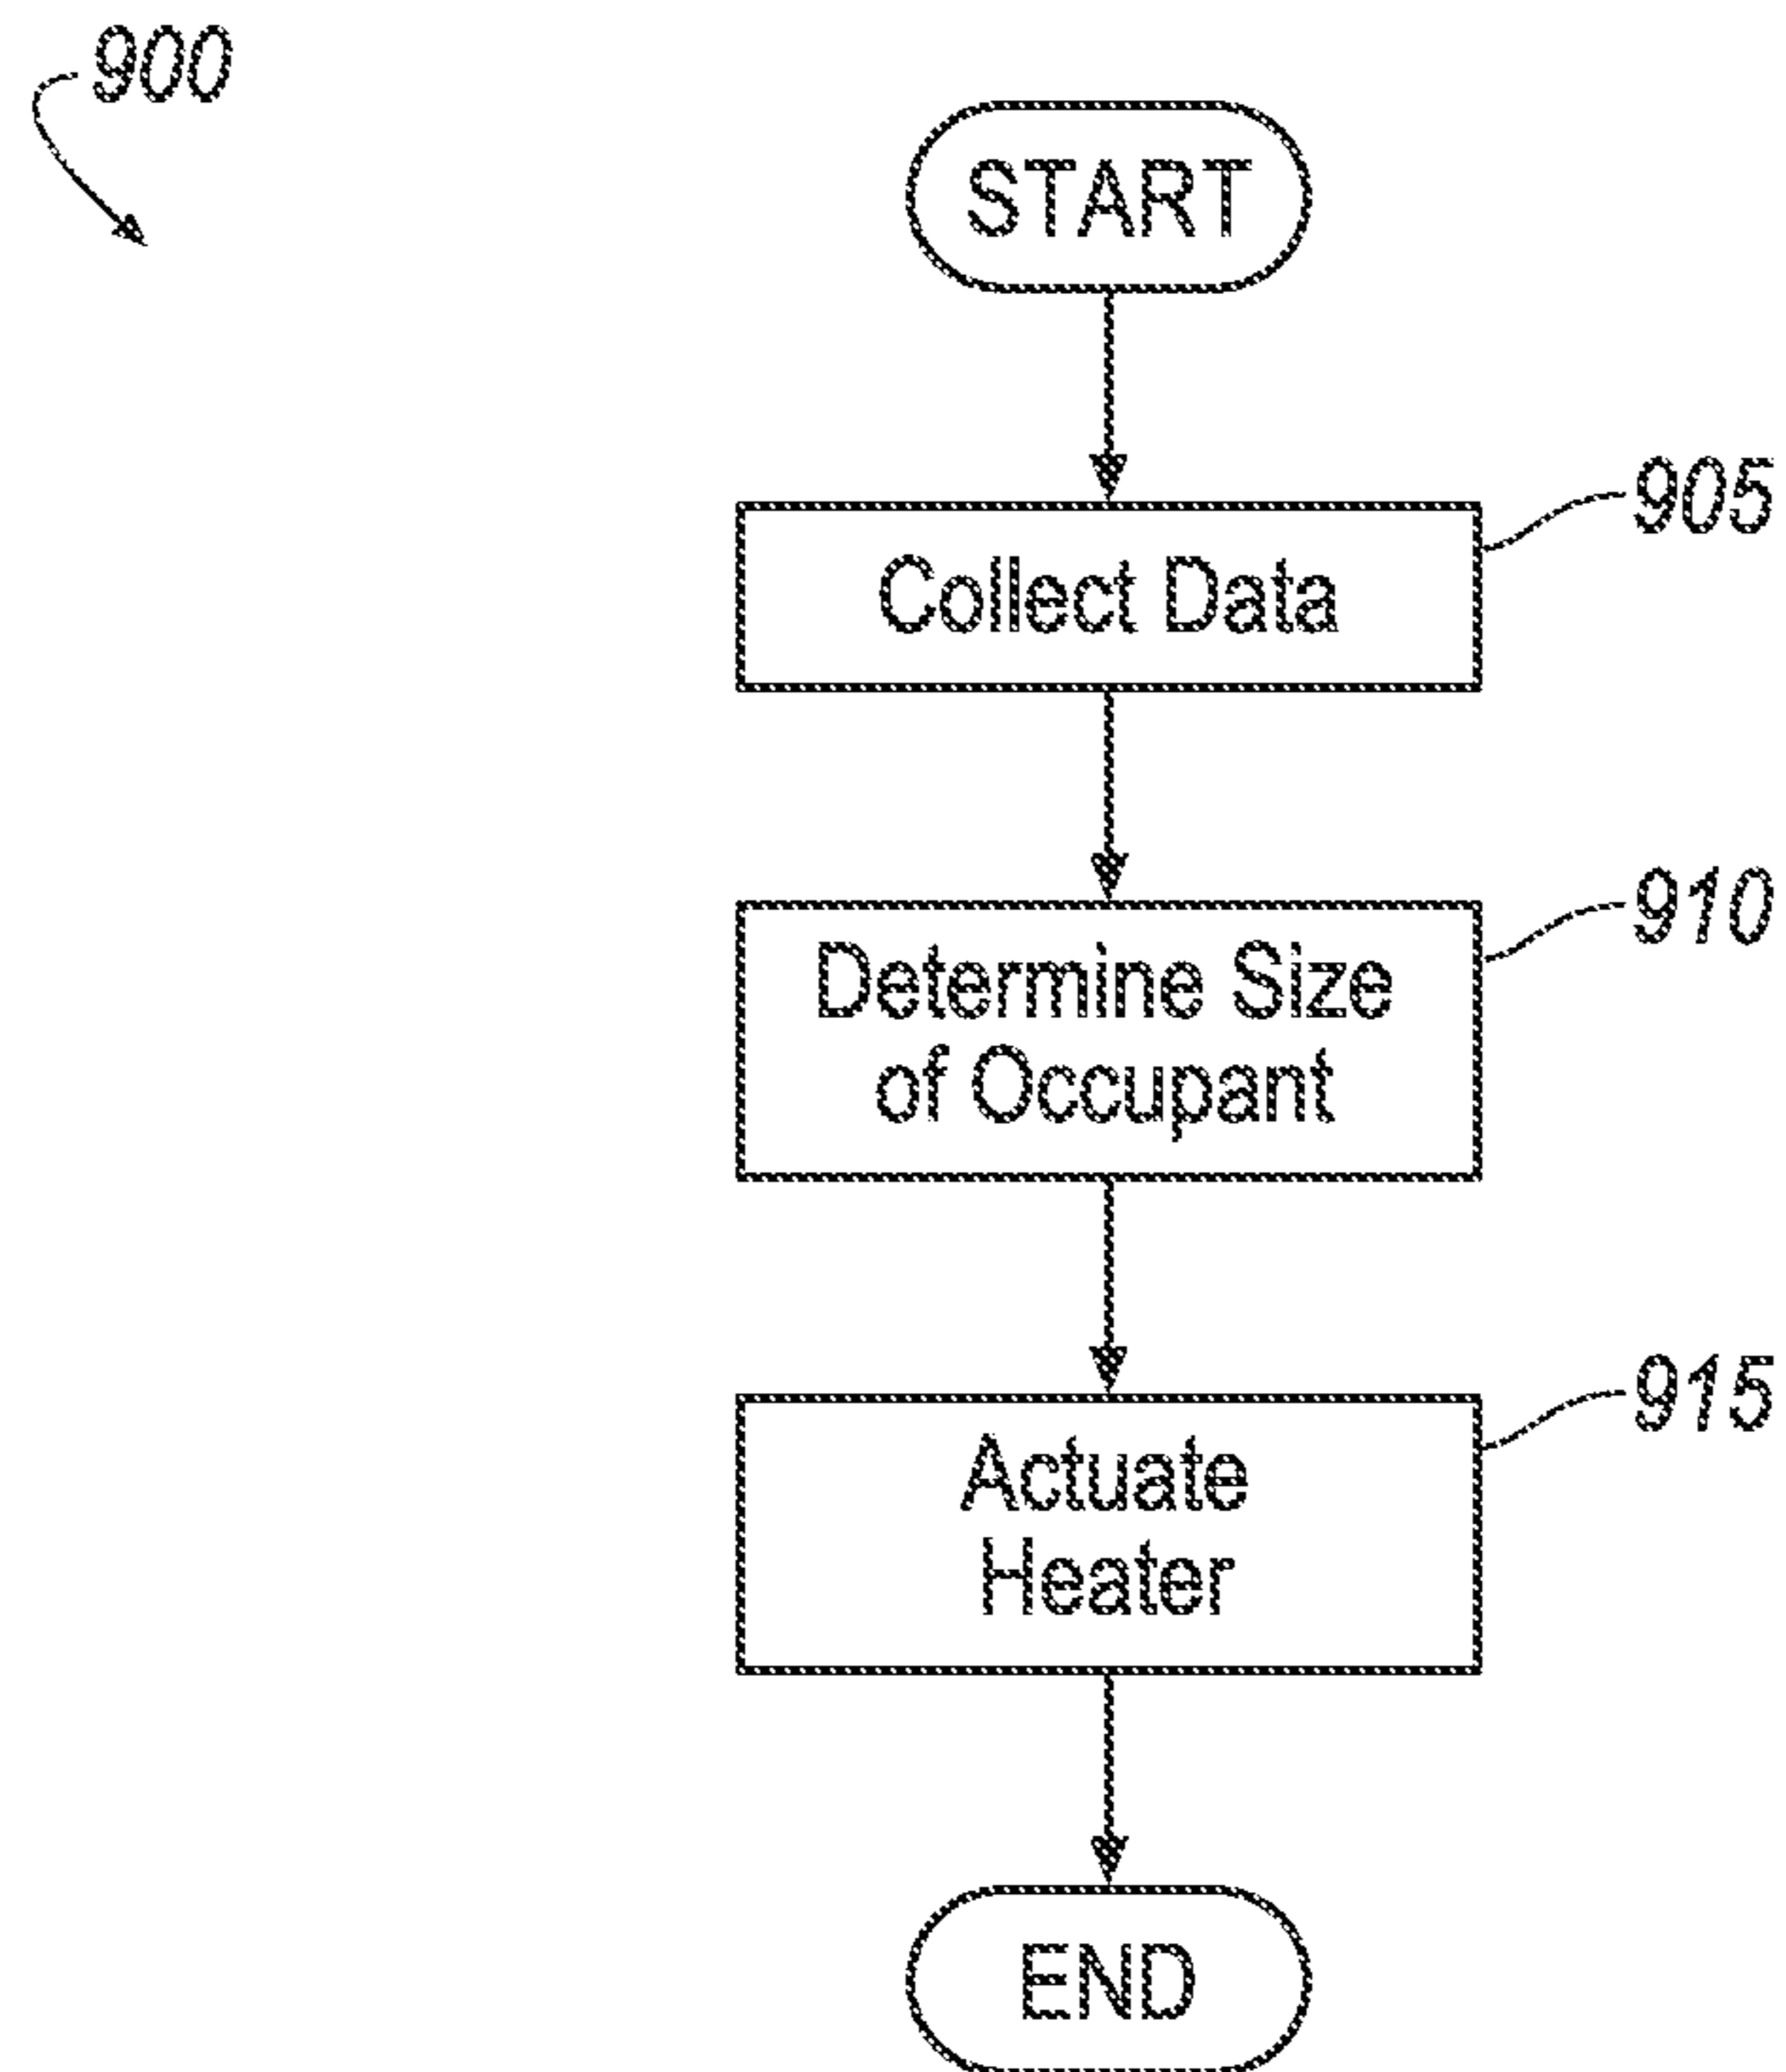 900
START
905
Collect Data
910
Determine Size
of Occupant
915
Actuate
Heater
END